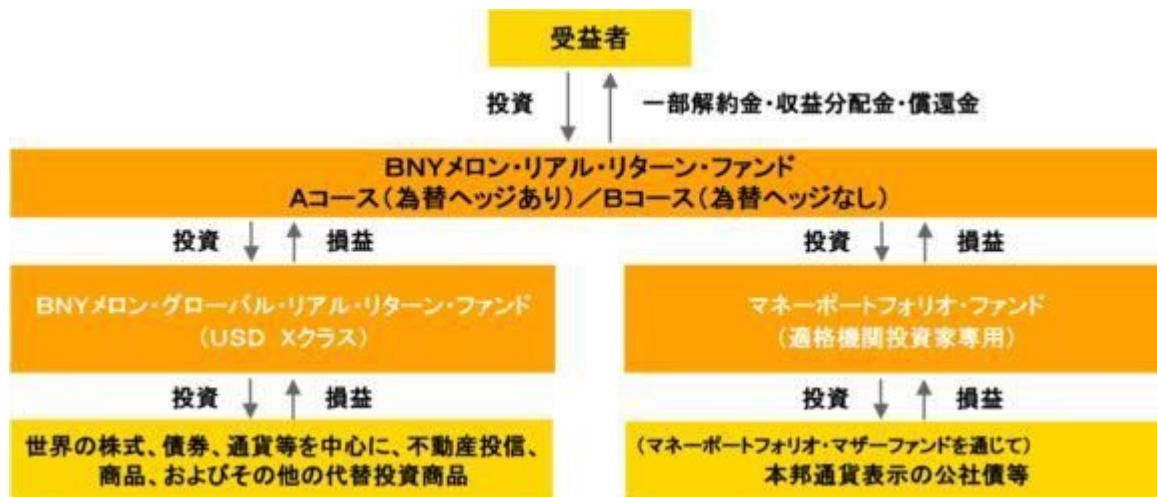 受益者
投資
一部解約金・収益分配金・償還金
BNYメロン・リアル・リターン・ファンド
Aコース(為替ヘッジあり)/Bコース(為替ヘッジなし)
投資 損益
投資 損益
BNYメロン・グローバル・リアル・リターン・ファンド
(USD Xクラス)
マネーポートフォリオ・ファンド
(適格機関投資家専用)
投資 損益
投資 損益
世界の株式、債券、通貨等を中心に、不動産投信、
商品、およびその他の代替投資商品
(マネーポートフォリオ・マザーファンドを通じて)
本邦通貨表示の公社債等